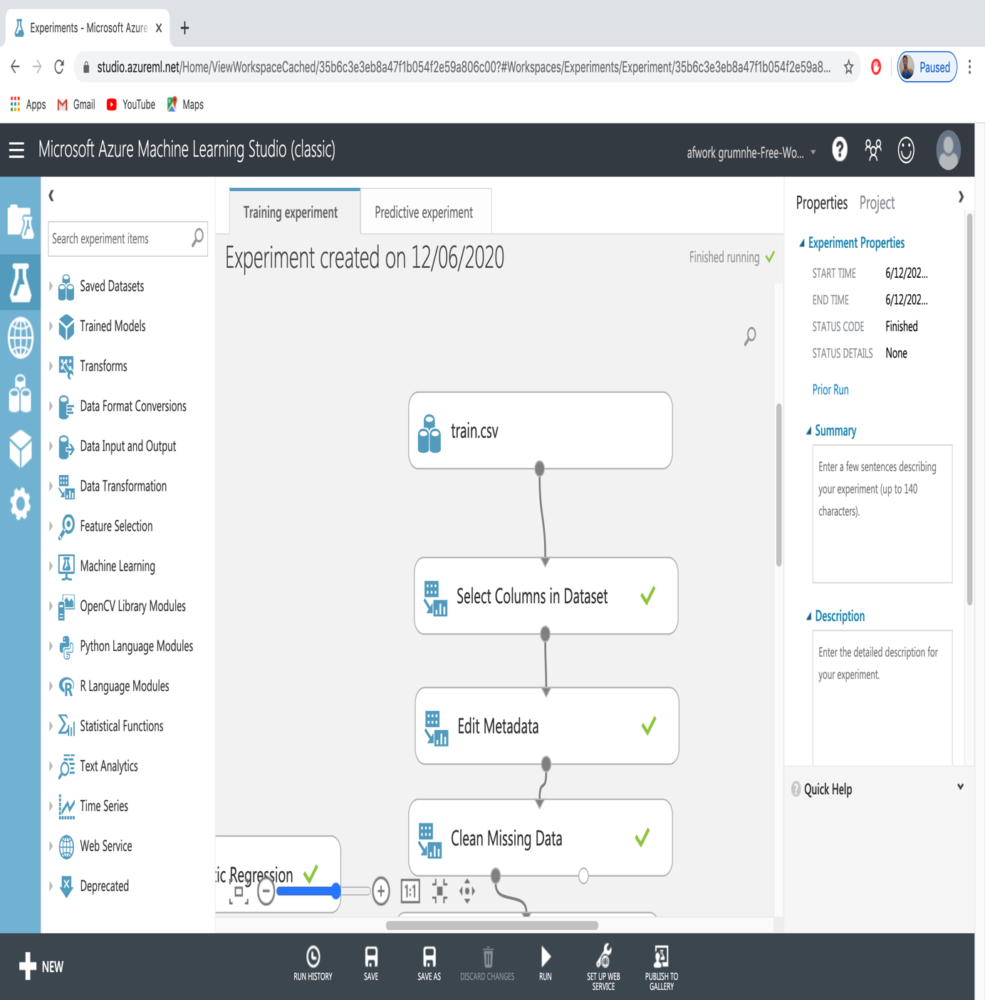 Experiments - Microsoft Azure
studio.azureml.net/Home/ViewWorkspaceCached/35b6c3e3eb8a47f1b054f2e59a806c00?#Workspaces/Experiments/Experiment/35b6c3e3eb8a47f1b054f2e59a8...
Paused
Apps
Gmail
YouTube
Maps
Microsoft Azure Machine Learning Studio (classic)
afwork grumnhe-Free-Wo...
Search experiment items
Saved Datasets
Trained Models
Transforms
Data Format Conversions
Data Input and Output
Data Transformation
Feature Selection
Machine Learning
OpenCV Library Modules
Python Language Modules
R Language Modules
Statistical Functions
Text Analytics
Time Series
Web Service
Deprecated
Training experiment
Predictive experiment
Experiment created on 12/06/2020
Finished running
train.csv
Select Columns in Dataset
Edit Metadata
Clean Missing Data
tic Regression
1:1
Properties
Project
Experiment Properties
START TIME 6/12/202...
END TIME 6/12/202...
STATUS CODE Finished
STATUS DETAILS None
Prior Run
Summary
Enter a few sentences describing
your experiment (up to 140
characters).
Description
Enter the detailed description for
your experiment.
Quick Help
NEW
RUN HISTORY
SAVE
SAVE AS
DISCARD CHANGES
RUN
SET UP WEB
SERVICE
PUBLISH TO
GALLERY